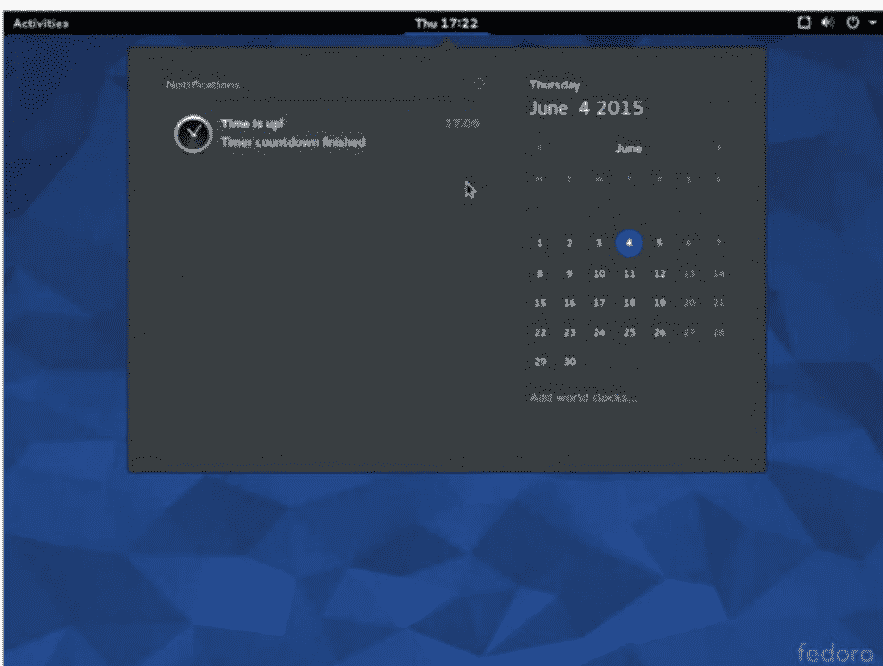 Activities
Thu 17:22
Notifications
Time is up!
Timer countdown finished
Thursday
June 4 2015
June
1 2 3 4 5 6 7
8 9 10 11 12 13 14
15 16 17 18 19 20 21
22 23 24 25 26 27 28
29 30
Add world clocks...
fedora